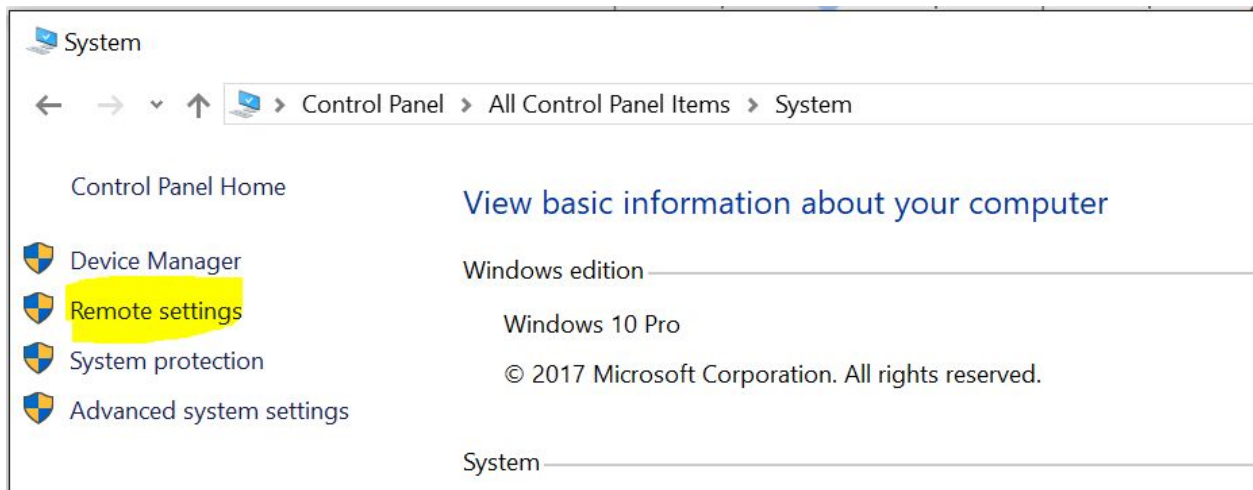 System
Control Panel > All Control Panel Items > System
Control Panel Home
Device Manager
Remote settings
System protection
Advanced system settings
View basic information about your computer
Windows edition
Windows 10 Pro
© 2017 Microsoft Corporation. All rights reserved.
System